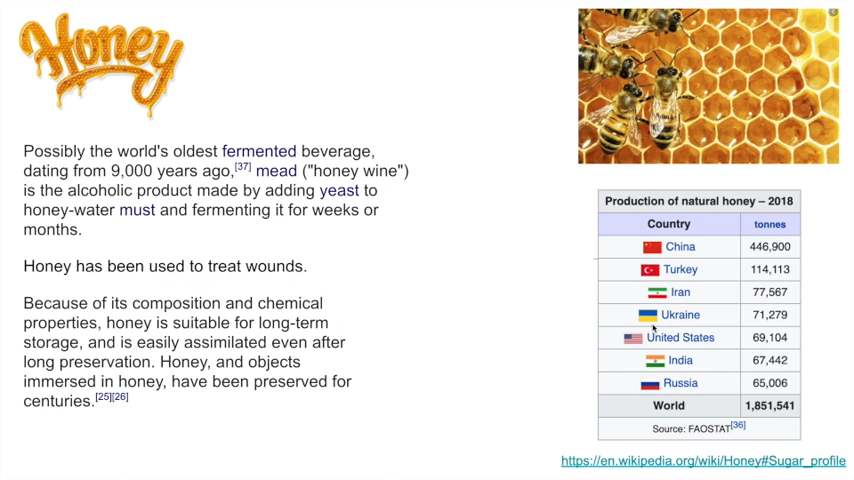 Honey
Possibly the world's oldest fermented beverage,
dating from 9,000 years ago,[37] mead ("honey wine")
is the alcoholic product made by adding yeast to
honey-water must and fermenting it for weeks or
months.
Honey has been used to treat wounds.
Because of its composition and chemical
properties, honey is suitable for long-term
storage, and is easily assimilated even after
long preservation. Honey, and objects
immersed in honey, have been preserved for
centuries.[25][26]
Production of natural honey – 2018
Country tonnes
China 446,900
Turkey 114,113
Iran 77,567
Ukraine 71,279
United States 69,104
India 67,442
Russia 65,006
World 1,851,541
Source: FAOSTAT[36]
https://en.wikipedia.org/wiki/Honey#Sugar_profile